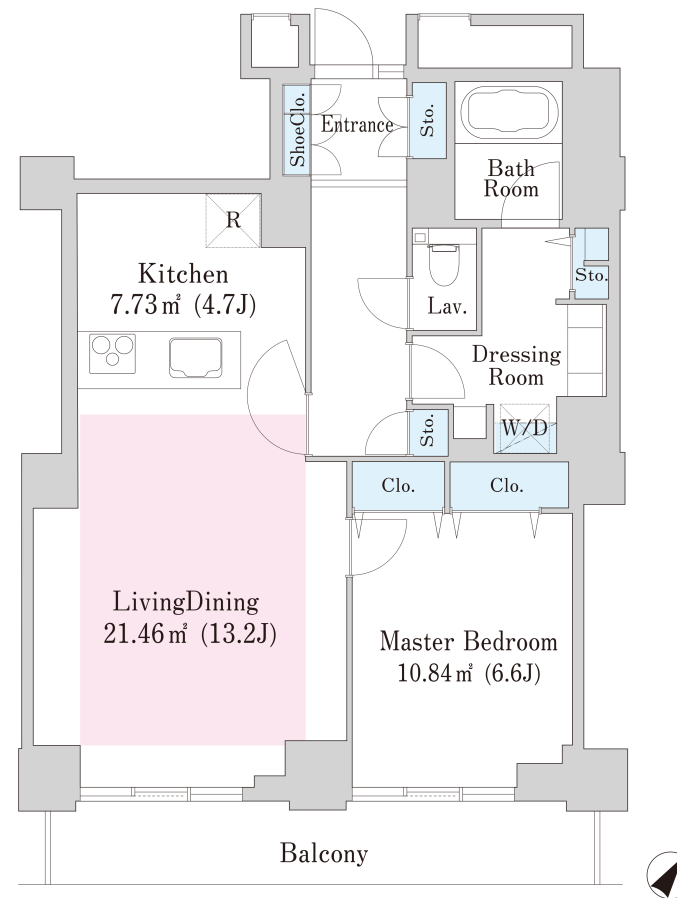 Entrance
ShoeClo.
Sto.
Bath
Room
R
Kitchen
7.73㎡ (4.7J)
Lav.
Sto.
Dressing
Room
W/D
Sto.
Clo.
Clo.
LivingDining
21.46㎡ (13.2J)
Master Bedroom
10.84㎡ (6.6J)
Balcony